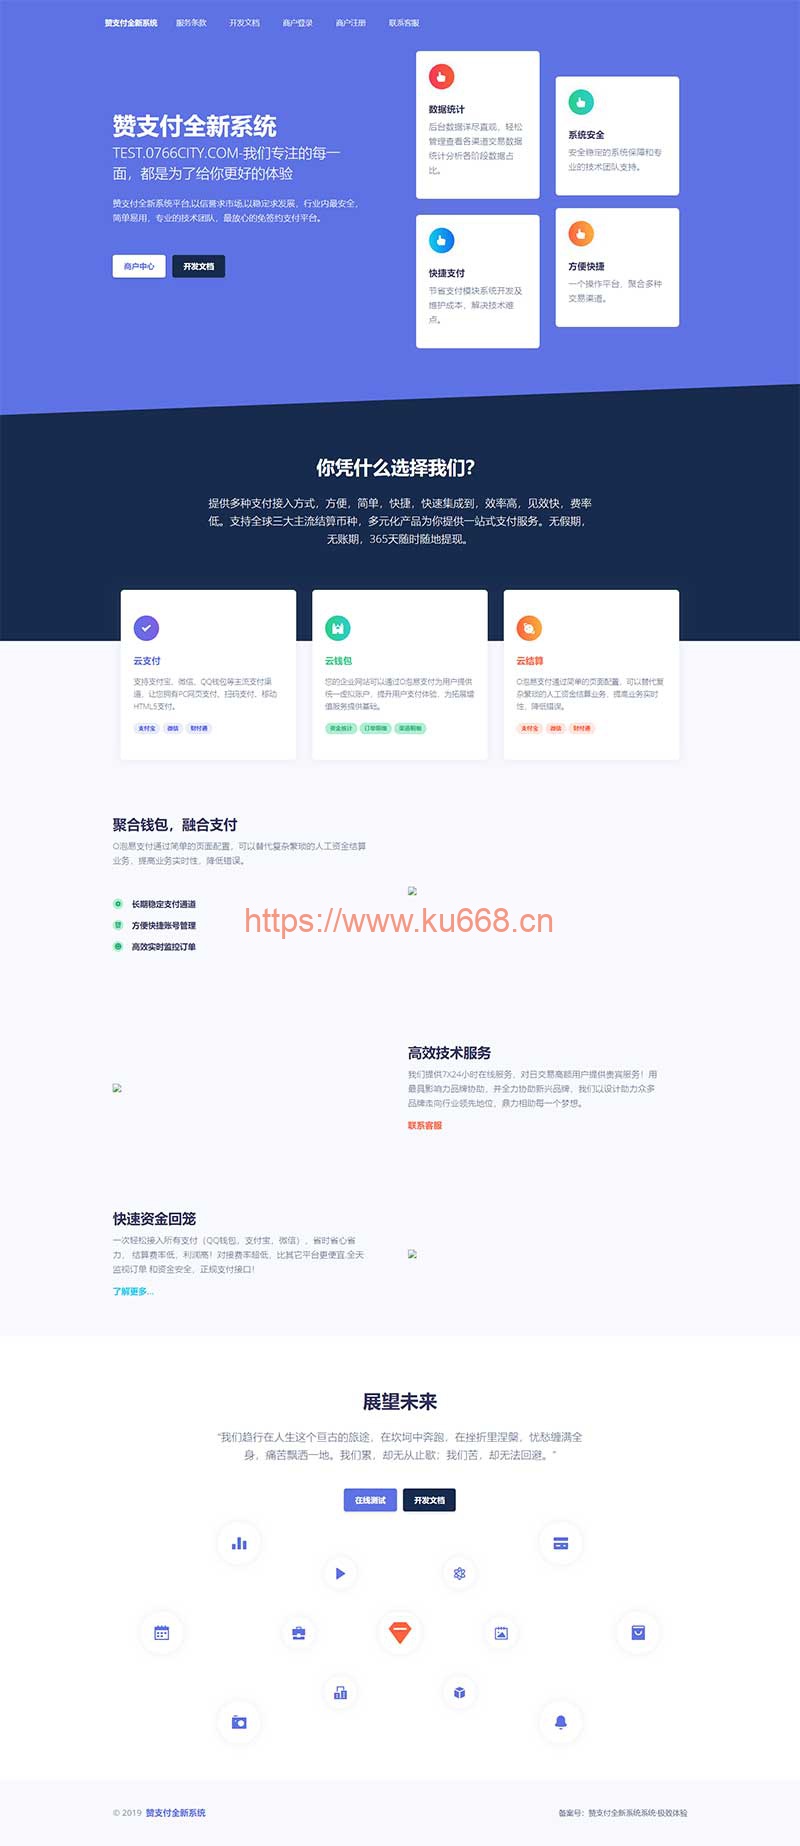 赞支付全新系统 服务条款 开发文档 商户登录 商户注册 联系客服
赞支付全新系统
TEST.0766CITY.COM-我们专注的每一
面，都是为了给你更好的体验
赞支付全新系统平台,以信誉求市场,以稳定求发展，行业内最安全，
简单易用，专业的技术团队，最放心的免签约支付平台。
商户中心 开发文档
数据统计
后台数据详尽直观，轻松
管理查看各渠道交易数据
统计分析各阶段数据占
比。
系统安全
安全稳定的系统保障和专
业的技术团队支持。
快捷支付
节省支付模块系统开发及
维护成本，解决技术难
点。
方便快捷
一个操作平台，聚合多种
交易渠道。
你凭什么选择我们？
提供多种支付接入方式，方便，简单，快捷，快速集成到，效率高，见效快，费率
低。支持全球三大主流结算币种，多元化产品为你提供一站式支付服务。无假期，
无账期，365天随时随地提现。
云支付
支持支付宝、微信、QQ钱包等主流支付渠
道，让您拥有PC网页支付、扫码支付、移动
HTML5支付。
支付宝 微信 财付通
云钱包
您的企业网站可以通过O泡易支付为用户提供
统一虚拟账户，提升用户支付体验，为拓展增
值服务提供基础。
资金统计 订单明细 渠道明细
云结算
O泡易支付通过简单的页面配置，可以替代复
杂繁琐的人工资金结算业务，提高业务实时
性，降低错误。
支付宝 微信 财付通
聚合钱包，融合支付
O泡易支付通过简单的页面配置，可以替代复杂繁琐的人工资金结算
业务，提高业务实时性，降低错误。
长期稳定支付通道
方便快捷账号管理
高效实时监控订单
https://www.ku668.cn
高效技术服务
我们提供7X24小时在线服务，对日交易高额用户提供贵宾服务！用
最具影响力品牌协助，并全力协助新兴品牌，我们以设计助力众多
品牌走向行业领先地位，鼎力相助每一个梦想。
联系客服
快速资金回笼
一次轻松接入所有支付（QQ钱包，支付宝，微信），省时省心省
力， 结算费率低，利润高！对接费率超低，比其它平台更便宜.全天
监视订单 和资金安全，正规支付接口！
了解更多...
展望未来
“我们趋行在人生这个亘古的旅途，在坎坷中奔跑，在挫折里涅槃，忧愁缠满全
身，痛苦飘洒一地。我们累，却无从止歇；我们苦，却无法回避。”
在线测试 开发文档
© 2019 赞支付全新系统
备案号：赞支付全新系统系统·极致体验